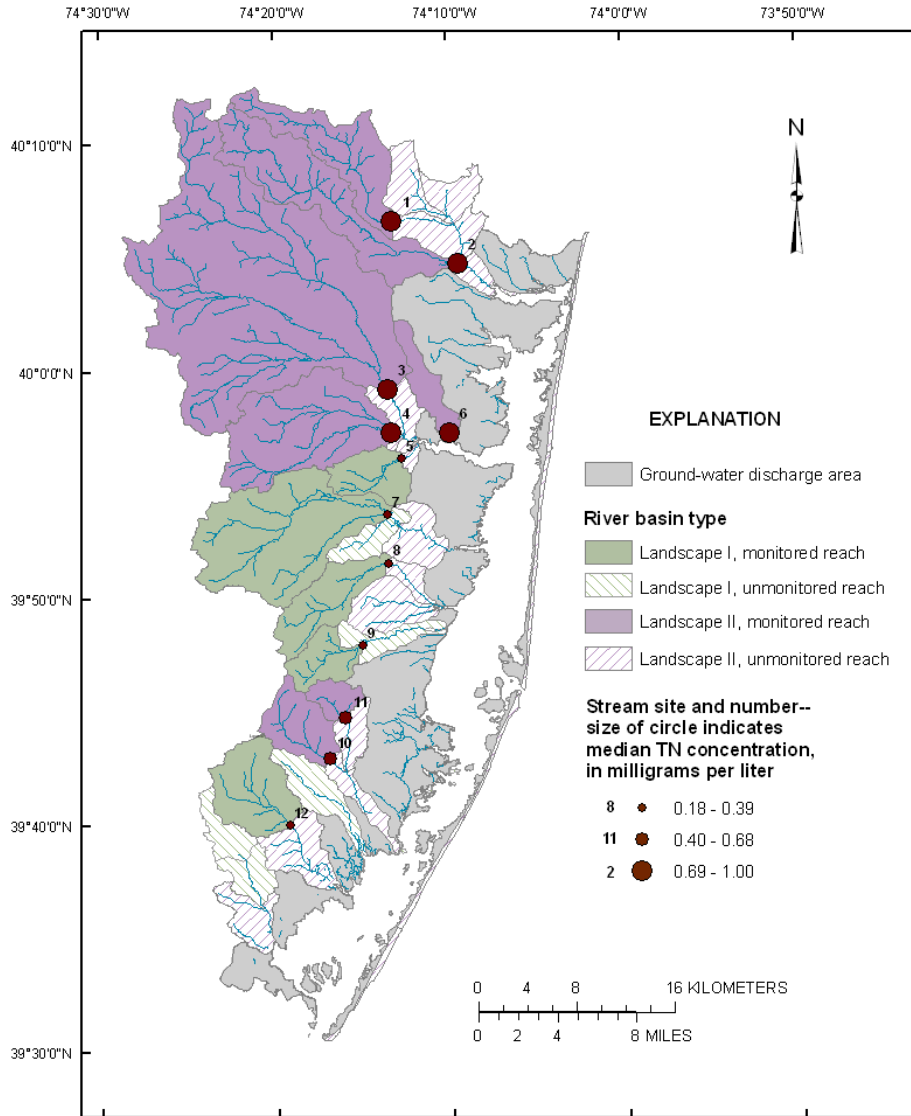 74°30'0"W 74°20'0"W 74°10'0"W 74°0'0"W 73°50'0"W
N
40°10'0"N
1
2
40°0'0"N
3
4
6
5
EXPLANATION
Ground-water discharge area
River basin type
Landscape I, monitored reach
Landscape I, unmonitored reach
Landscape II, monitored reach
Landscape II, unmonitored reach
7
8
39°50'0"N
9
11
10
Stream site and number--
size of circle indicates
median TN concentration,
in milligrams per liter
8 0.18 - 0.39
11 0.40 - 0.68
2 0.69 - 1.00
12
39°40'0"N
0 4 8 16 KILOMETERS
0 2 4 8 MILES
39°30'0"N